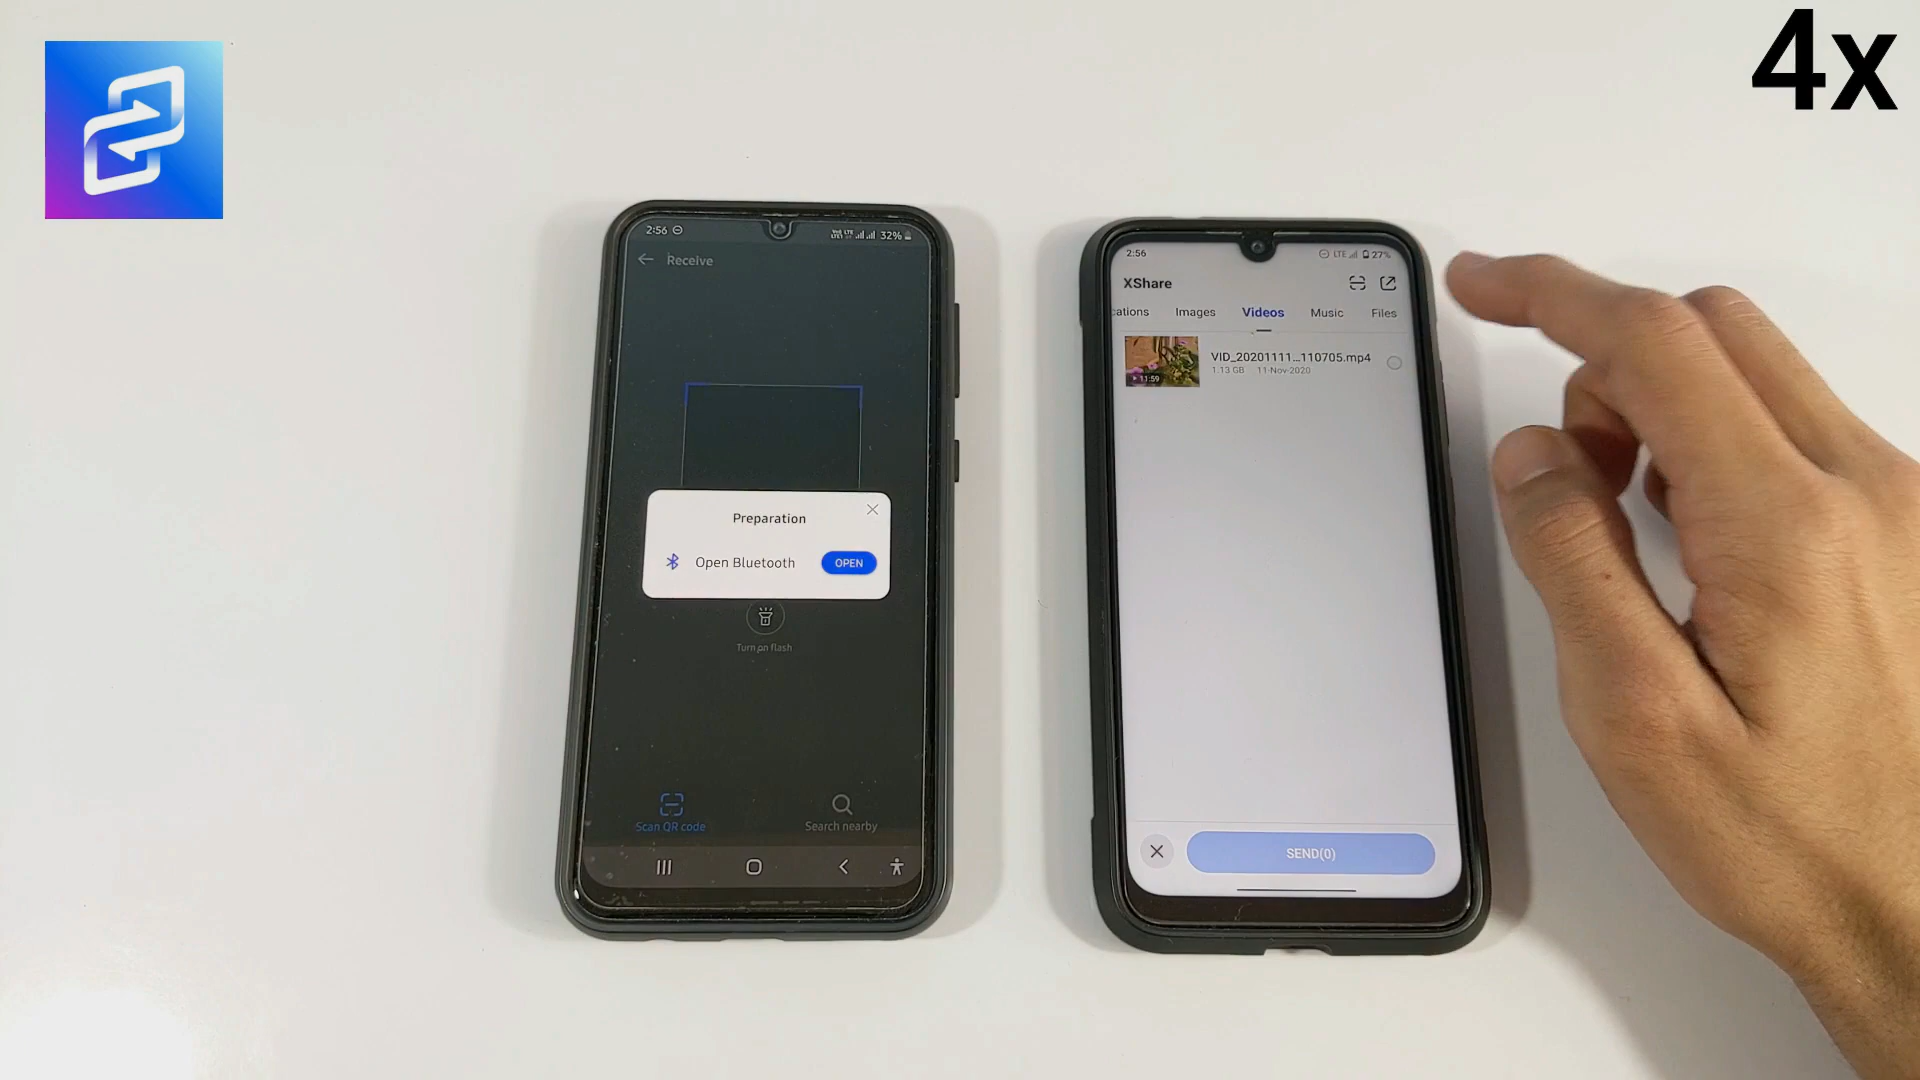 4x
2:56
32%
Receive
Preparation
Open Bluetooth
OPEN
Turn on flash
Scan QR code
Search nearby
2:56
LTE
27%
XShare
cations
Images
Videos
Music
Files
VID_20201111...110705.mp4
11:59
1.13 GB
11-Nov-2020
SEND(0)